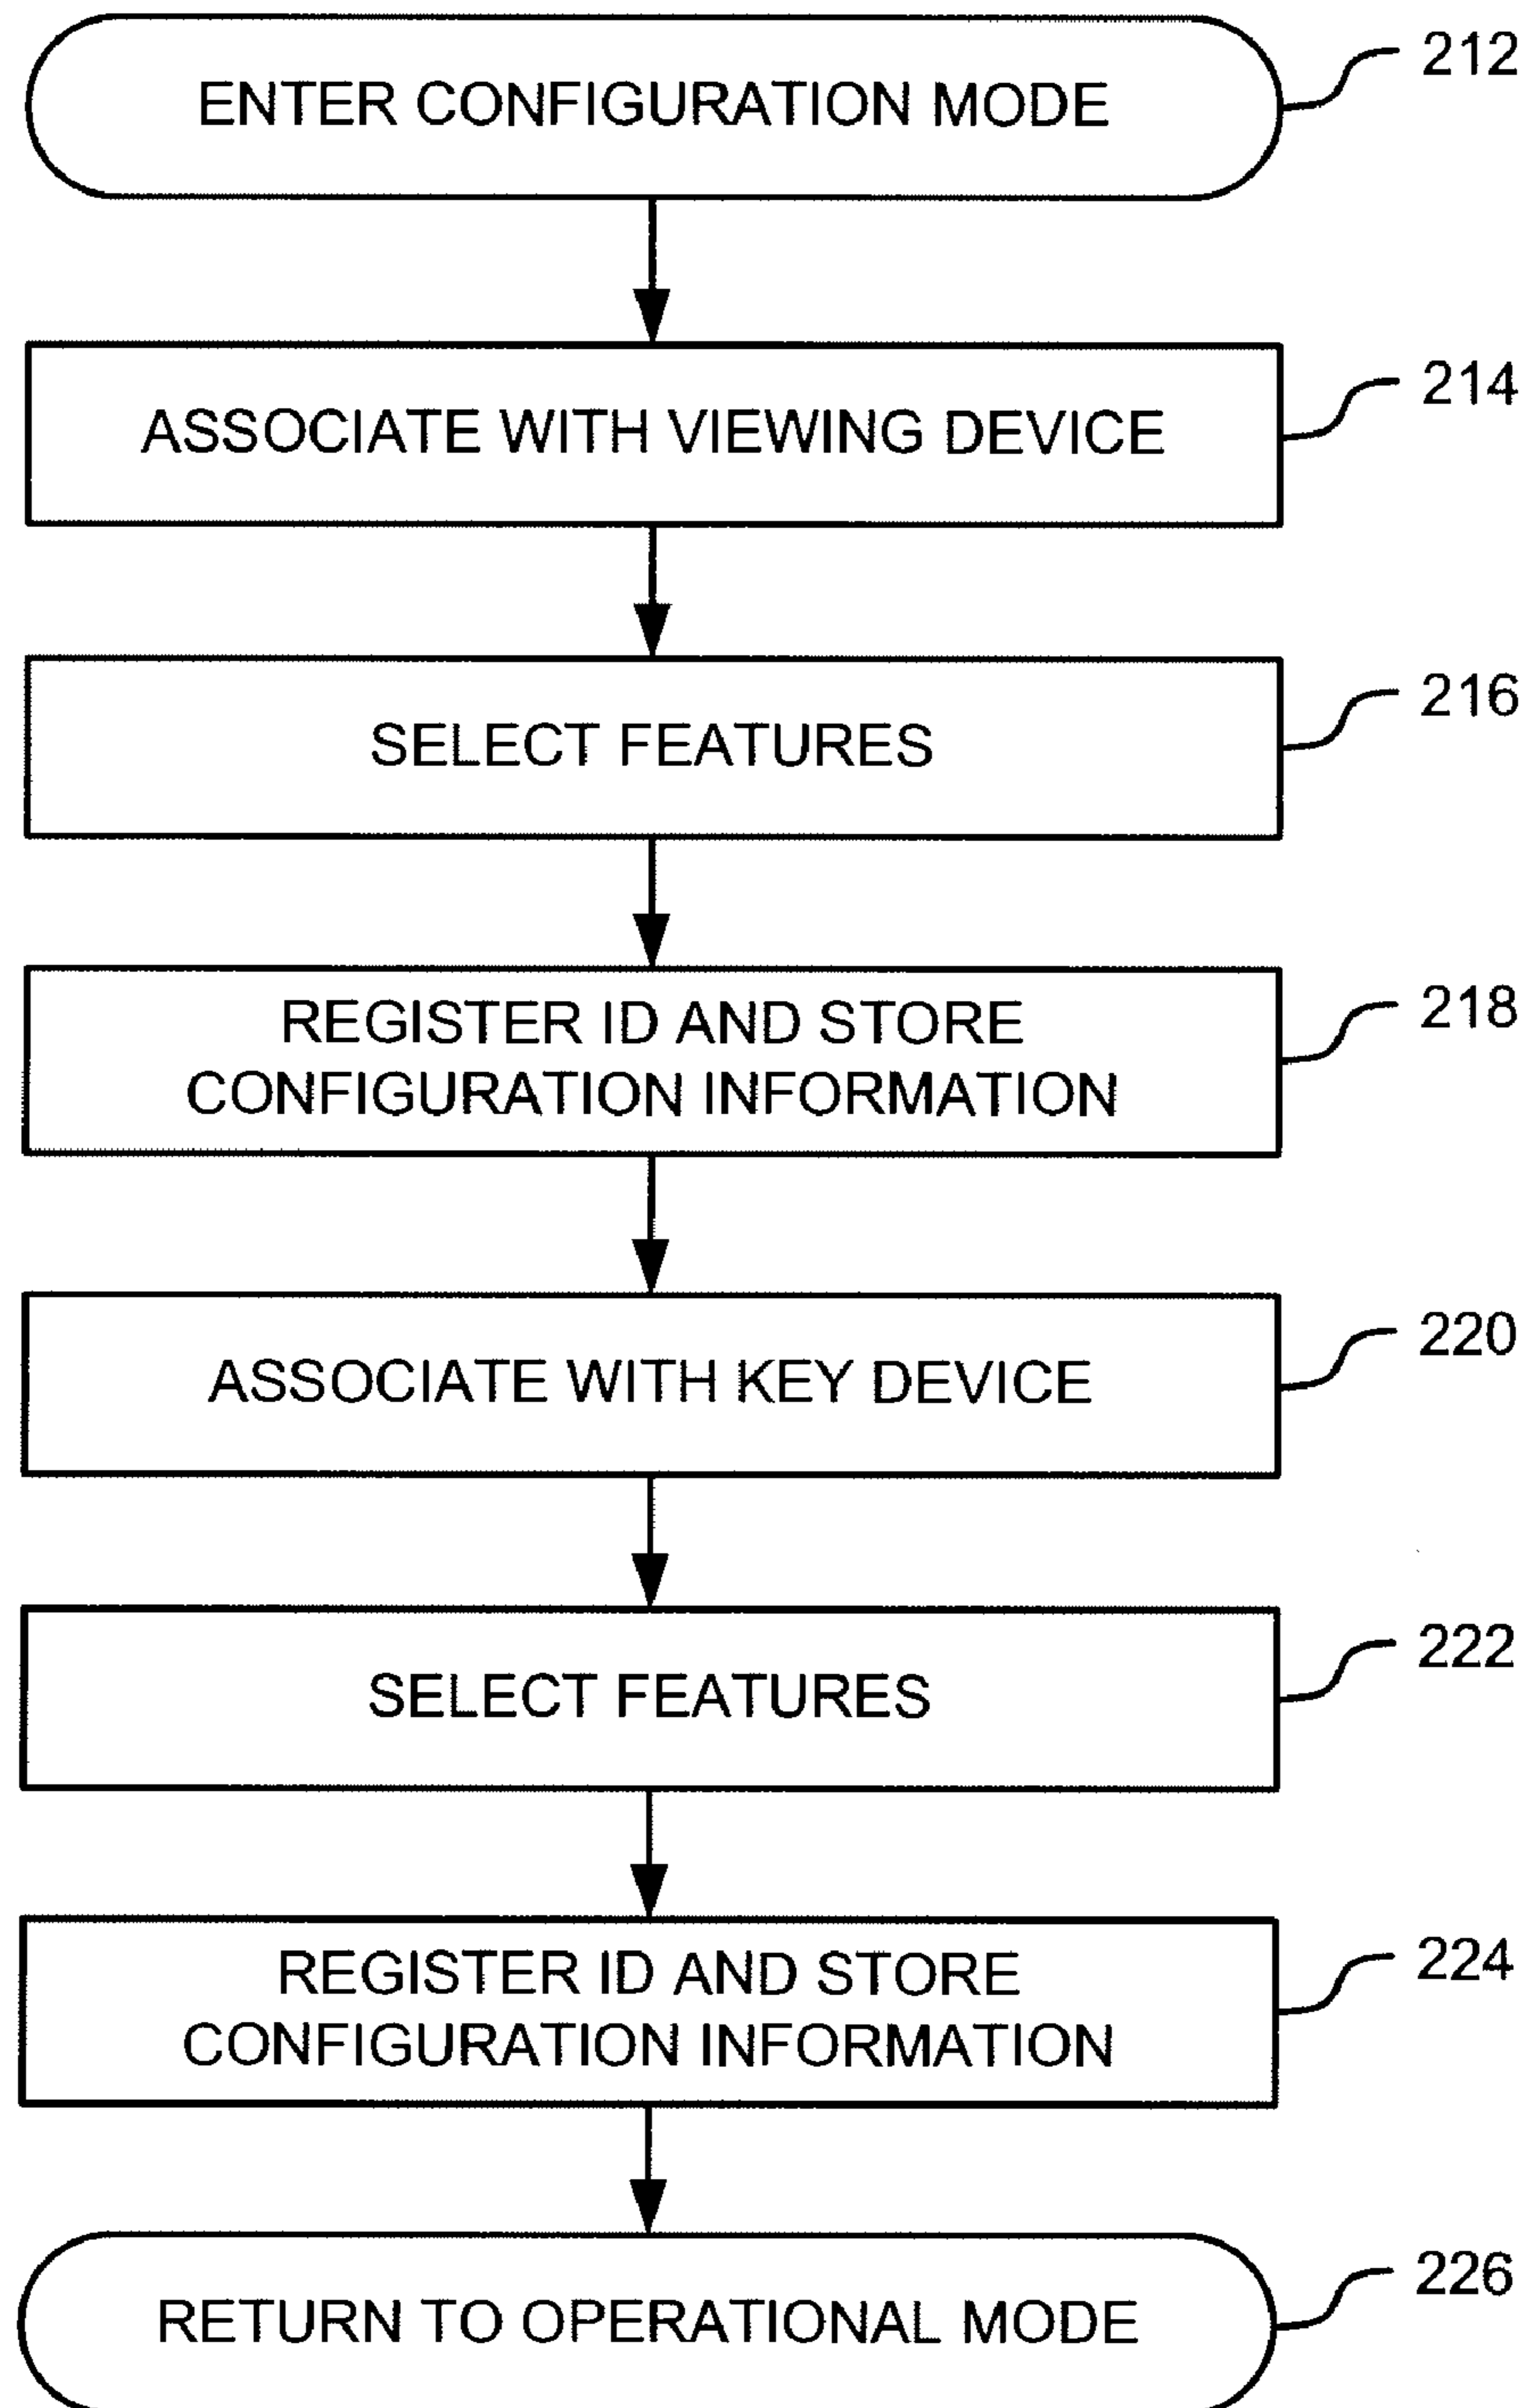 ENTER CONFIGURATION MODE
212
ASSOCIATE WITH VIEWING DEVICE
214
SELECT FEATURES
216
REGISTER ID AND STORE
CONFIGURATION INFORMATION
218
ASSOCIATE WITH KEY DEVICE
220
SELECT FEATURES
222
REGISTER ID AND STORE
CONFIGURATION INFORMATION
224
RETURN TO OPERATIONAL MODE
226